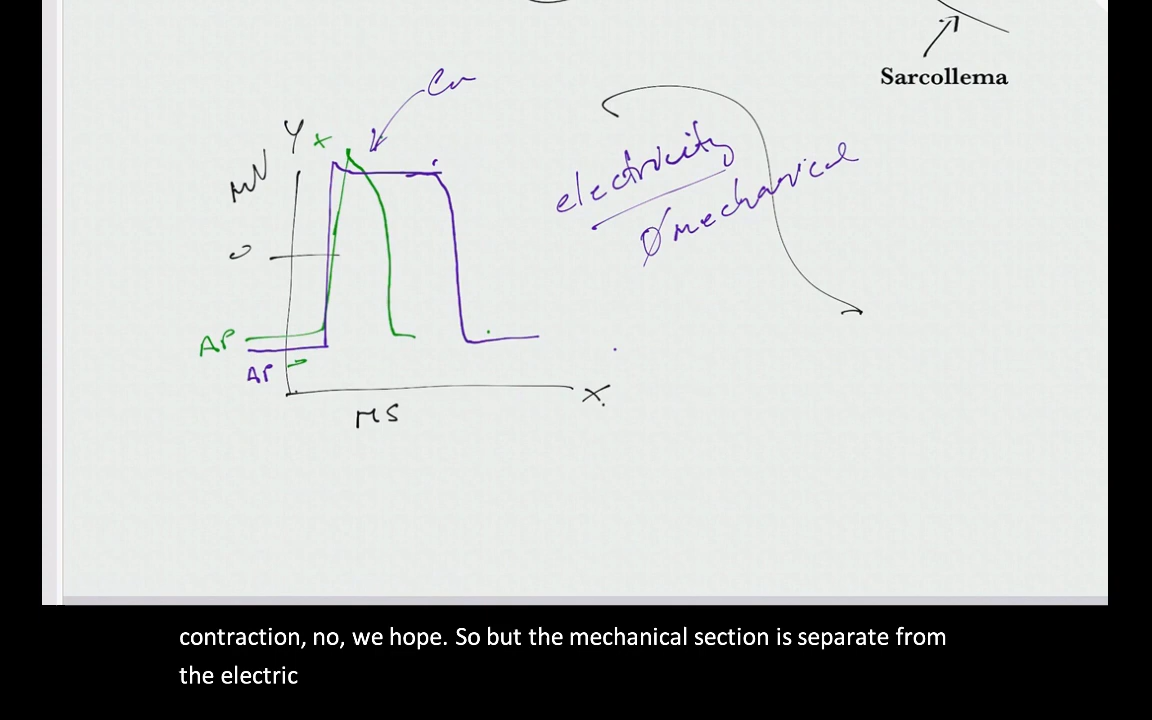 Sarcollema
Ca
Y
+
mV
0
electricity
Ø mechanical
AP
AP
-
X
MS
contraction, no, we hope. So but the mechanical section is separate from
the electric